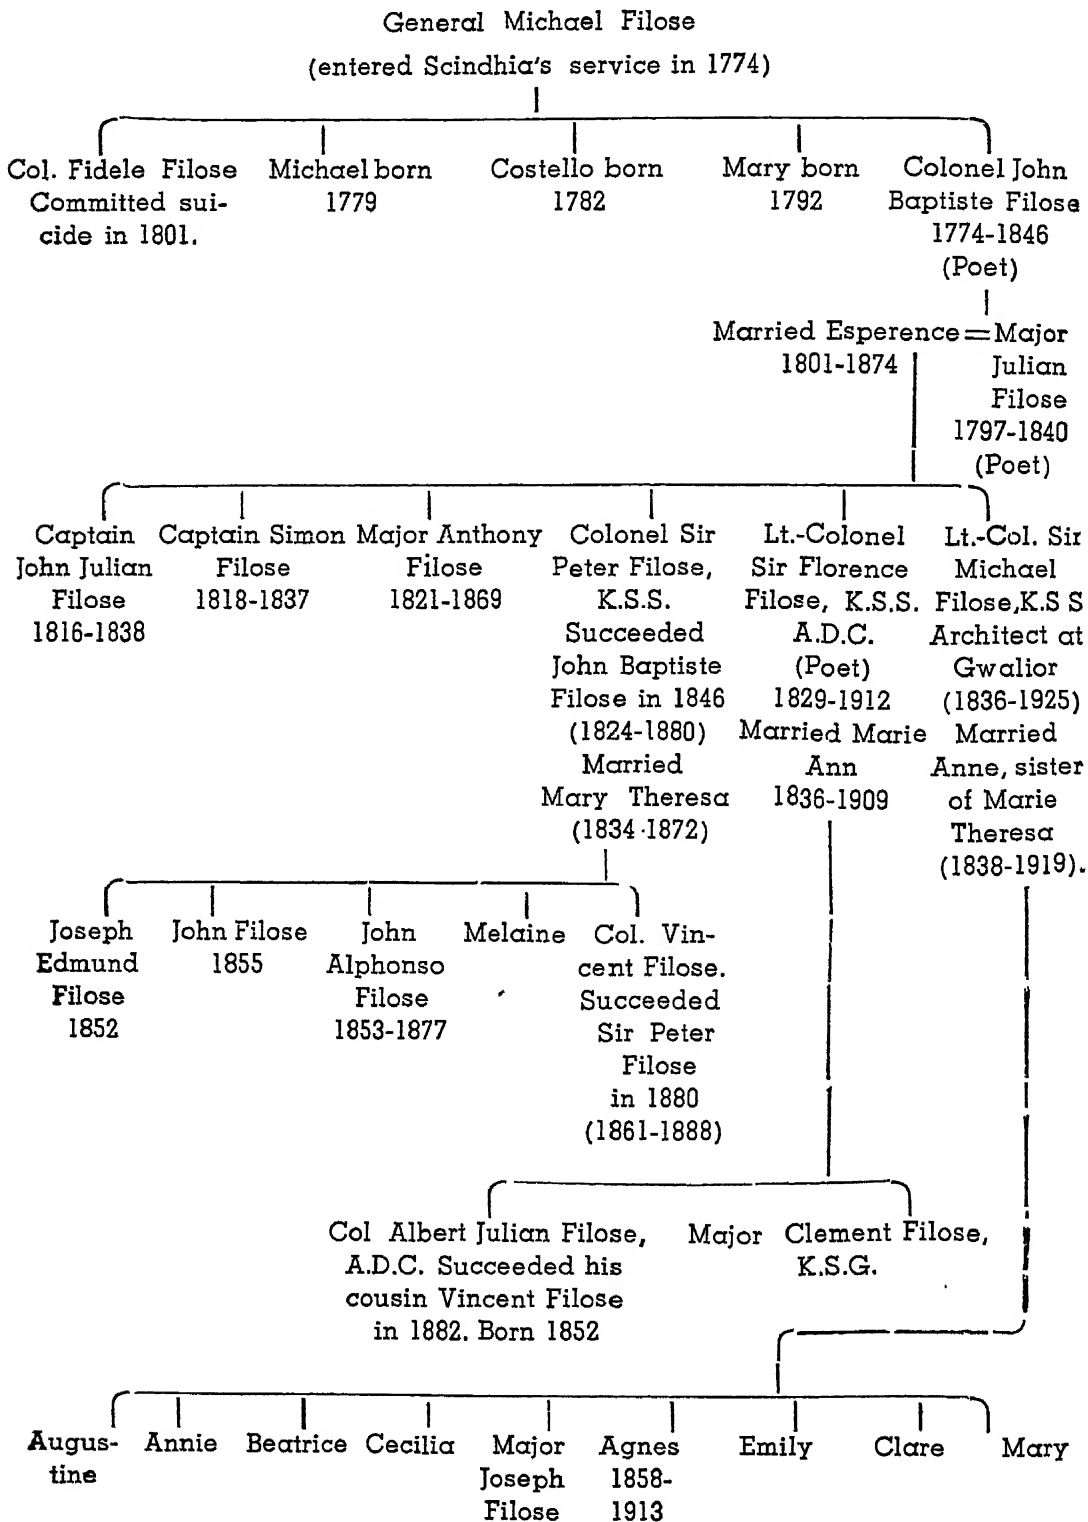 General Michael Filose
(entered Scindhia's service in 1774)
Col. Fidele Filose
Committed sui-
cide in 1801.
Michael born
1779
Costello born
1782
Mary born
1792
Colonel John
Baptiste Filose
1774-1846
(Poet)
Married Esperence=Major
1801-1874
Julian
Filose
1797-1840
(Poet)
Captain
John Julian
Filose
1816-1838
Captain Simon
Filose
1818-1837
Major Anthony
Filose
1821-1869
Colonel Sir
Peter Filose,
K.S.S.
Succeeded
John Baptiste
Filose in 1846
(1824-1880)
Married
Mary Theresa
(1834-1872)
Lt.-Colonel
Sir Florence
Filose, K.S.S.
A.D.C.
(Poet)
1829-1912
Married Marie
Ann
1836-1909
Lt.-Col. Sir
Michael
Filose,K.S S
Architect at
Gwalior
(1836-1925)
Married
Anne, sister
of Marie
Theresa
(1838-1919).
Joseph
Edmund
Filose
1852
John Filose
1855
John
Alphonso
Filose
1853-1877
Melaine
Col. Vin-
cent Filose.
Succeeded
Sir Peter
Filose
in 1880
(1861-1888)
Col Albert Julian Filose,
A.D.C. Succeeded his
cousin Vincent Filose
in 1882. Born 1852
Major Clement Filose,
K.S.G.
Augus-
tine
Annie
Beatrice
Cecilia
Major
Joseph
Filose
Agnes
1858-
1913
Emily
Clare
Mary